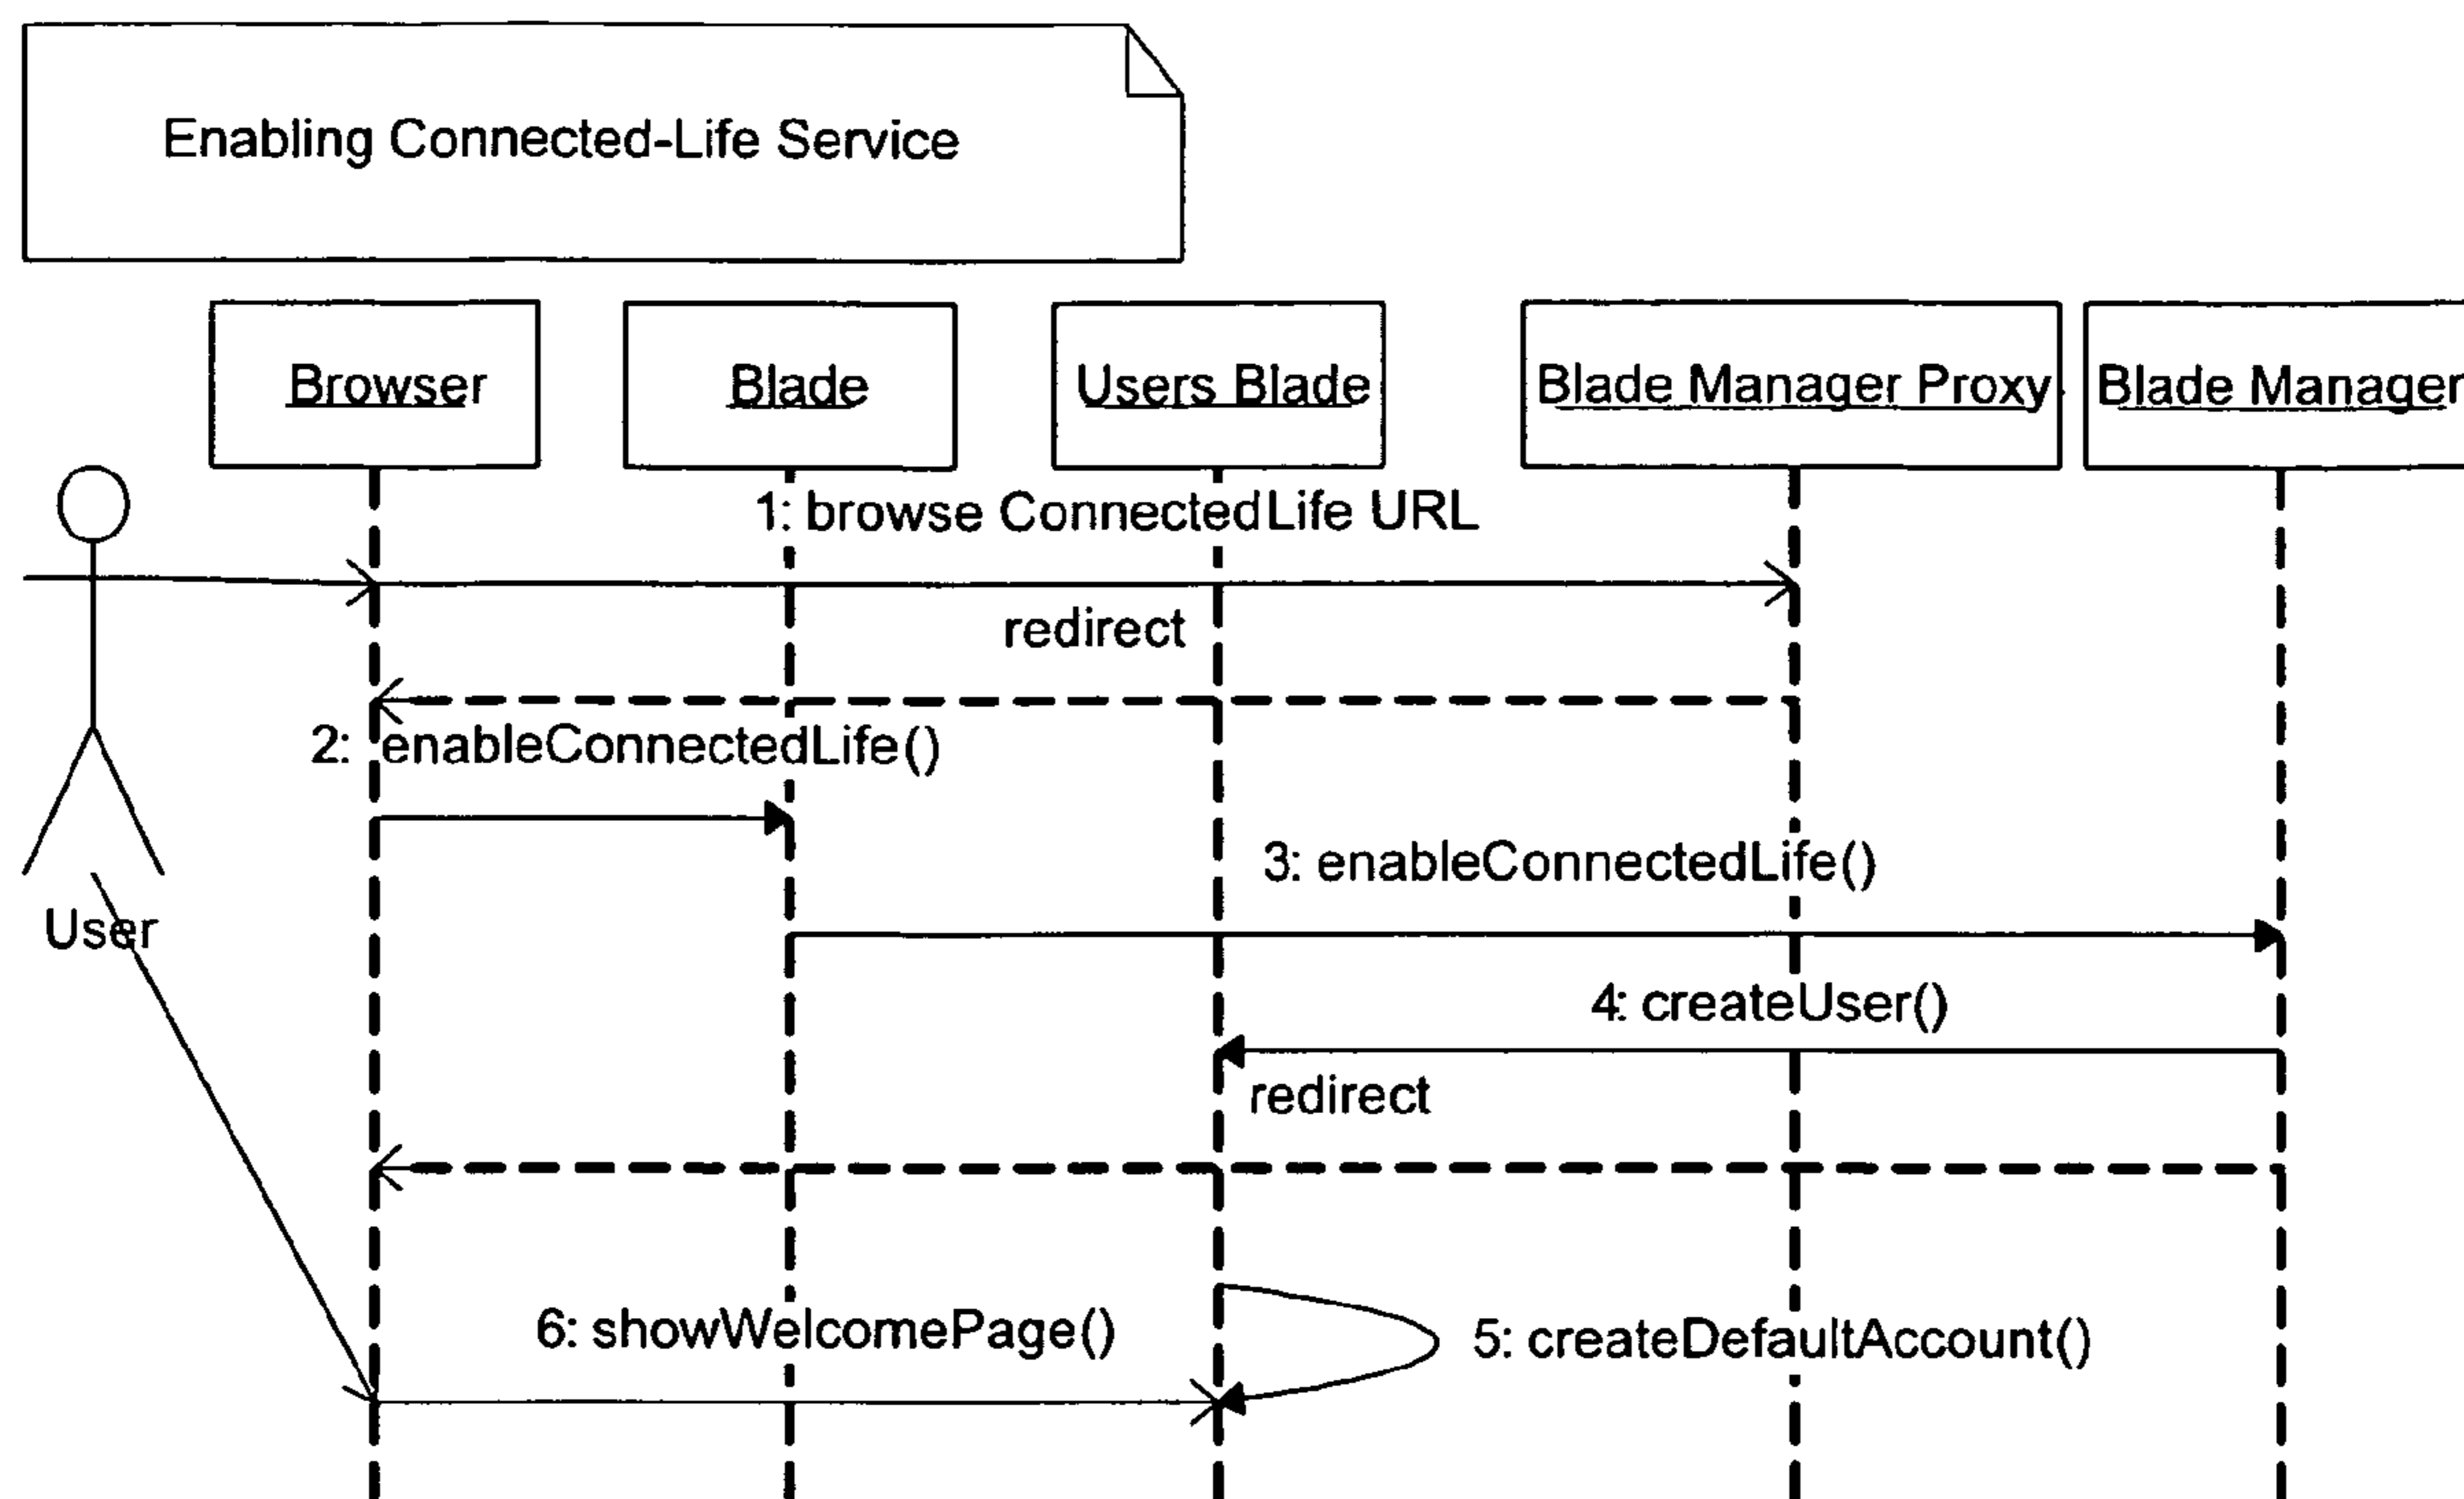 Enabling Connected-Life Service
Browser
Blade
Users Blade
Blade Manager Proxy
Blade Manager
1: browse ConnectedLife URL
redirect
2: enableConnectedLife()
3: enableConnectedLife()
User
4: createUser()
redirect
6: showWelcomePage()
5: createDefaultAccount()